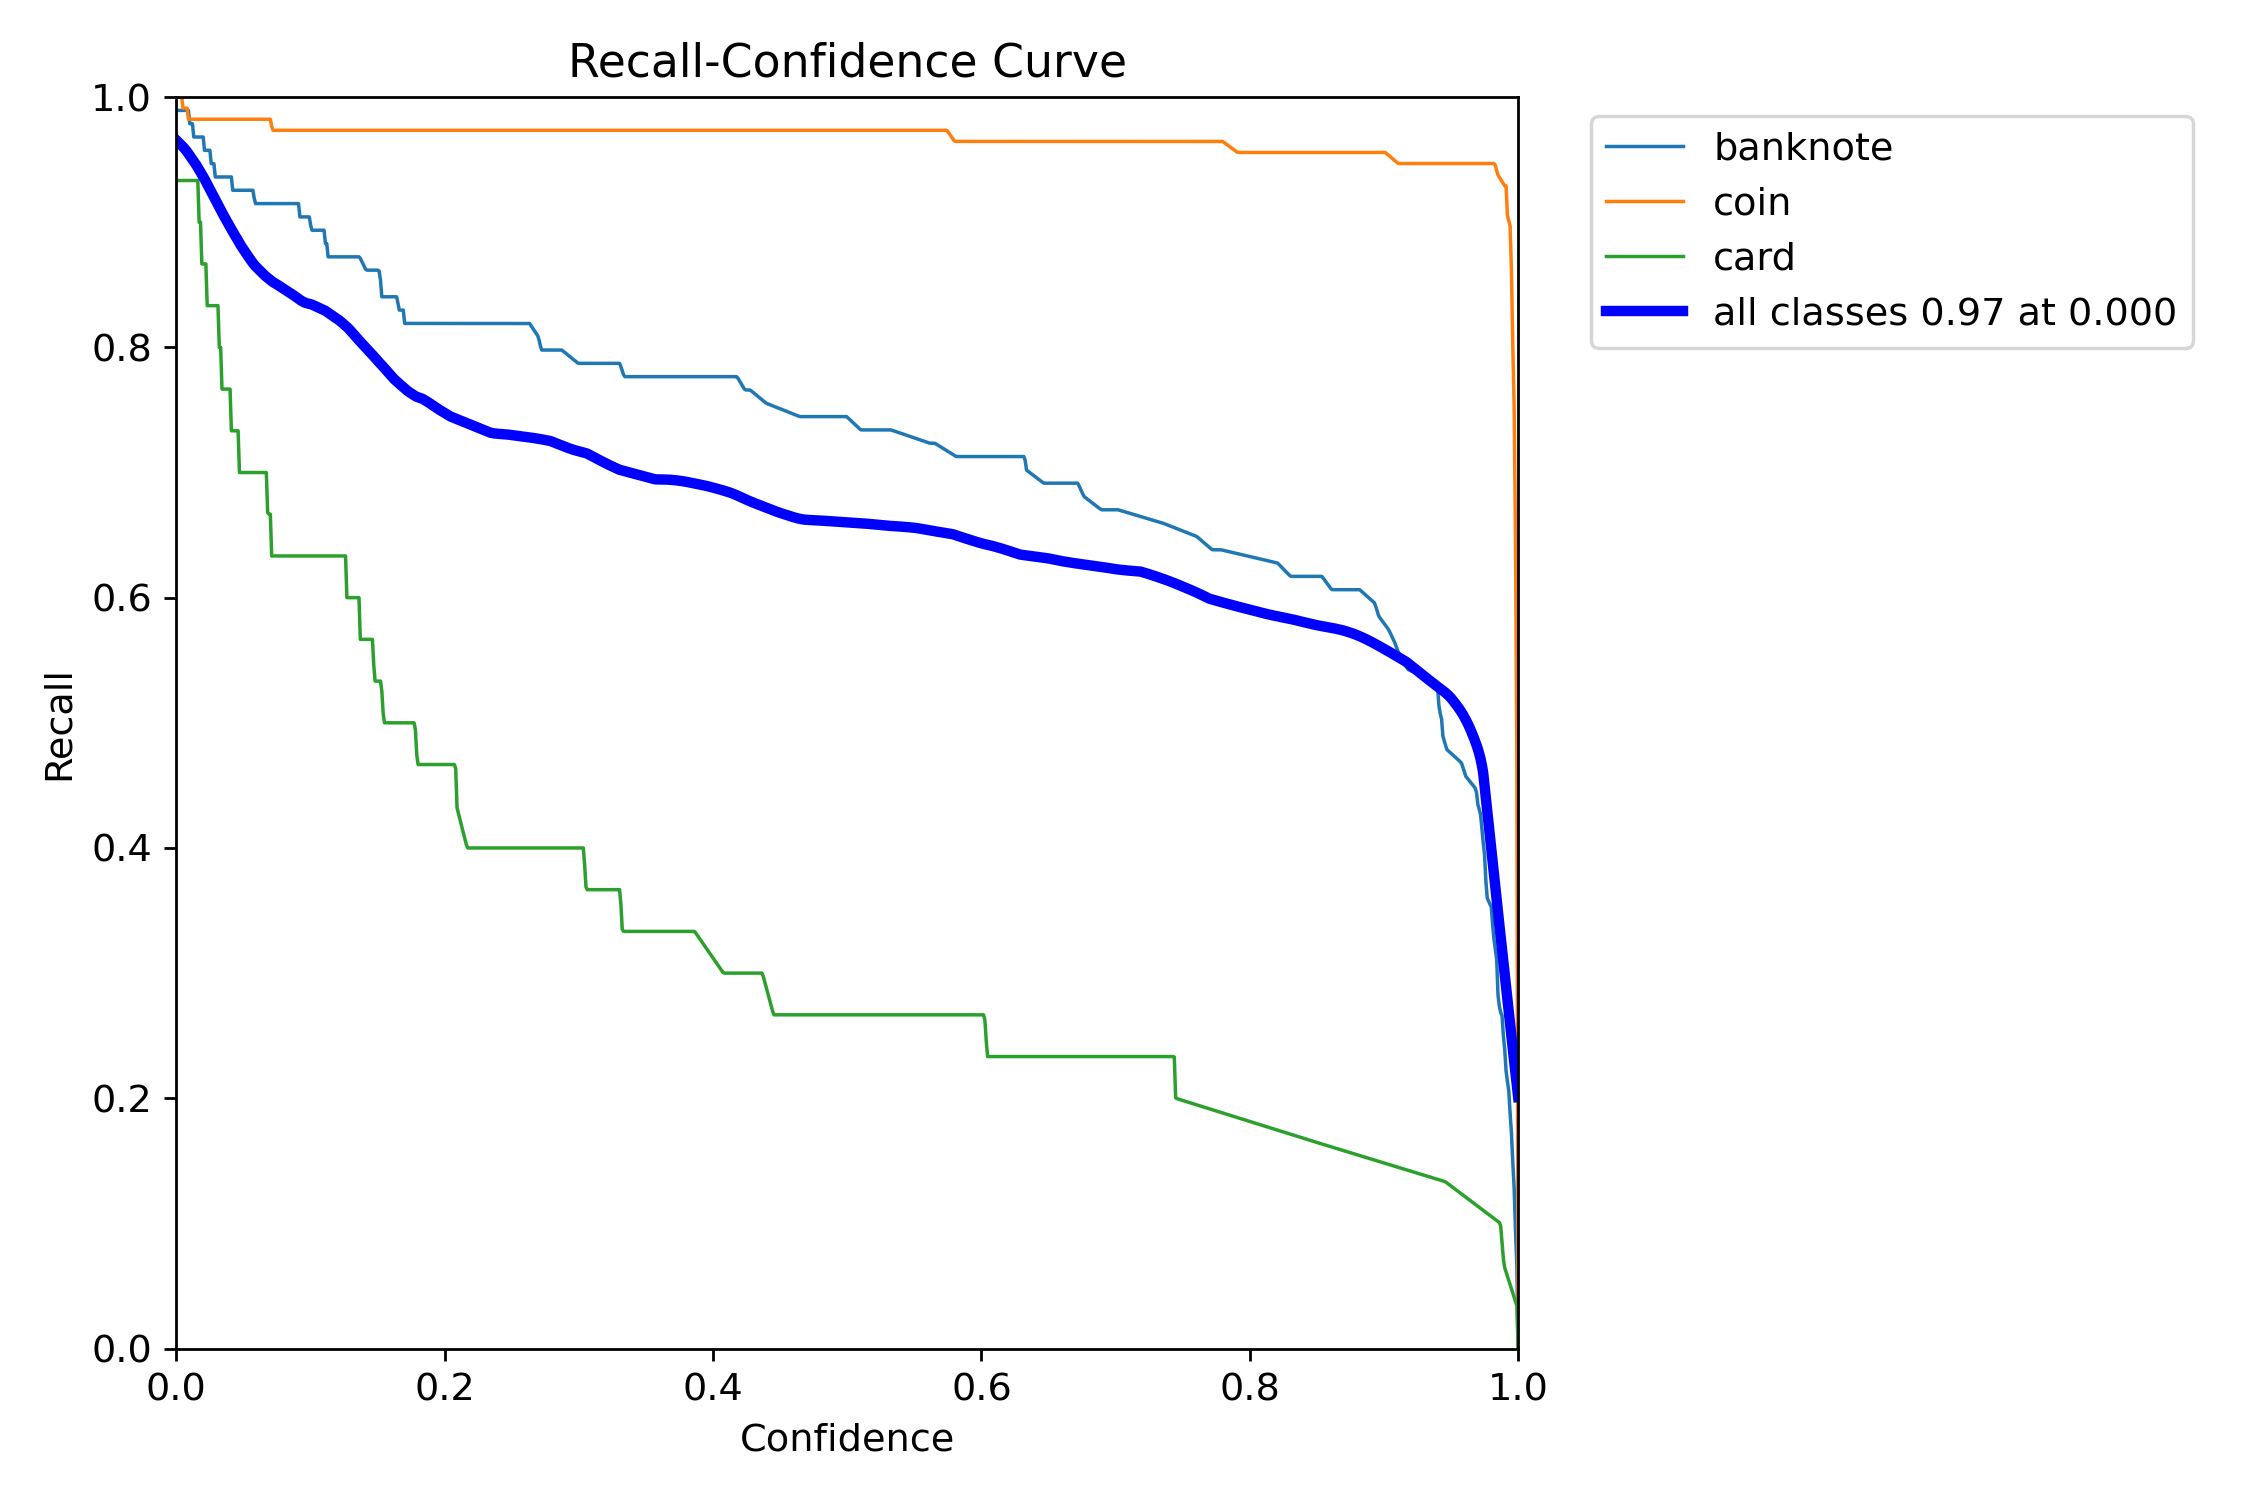 Recall-Confidence Curve
1.0
0.8
0.6
0.4
0.2
0.0
Recall
0.0 0.2 0.4 0.6 0.8 1.0
Confidence
banknote
coin
card
all classes 0.97 at 0.000